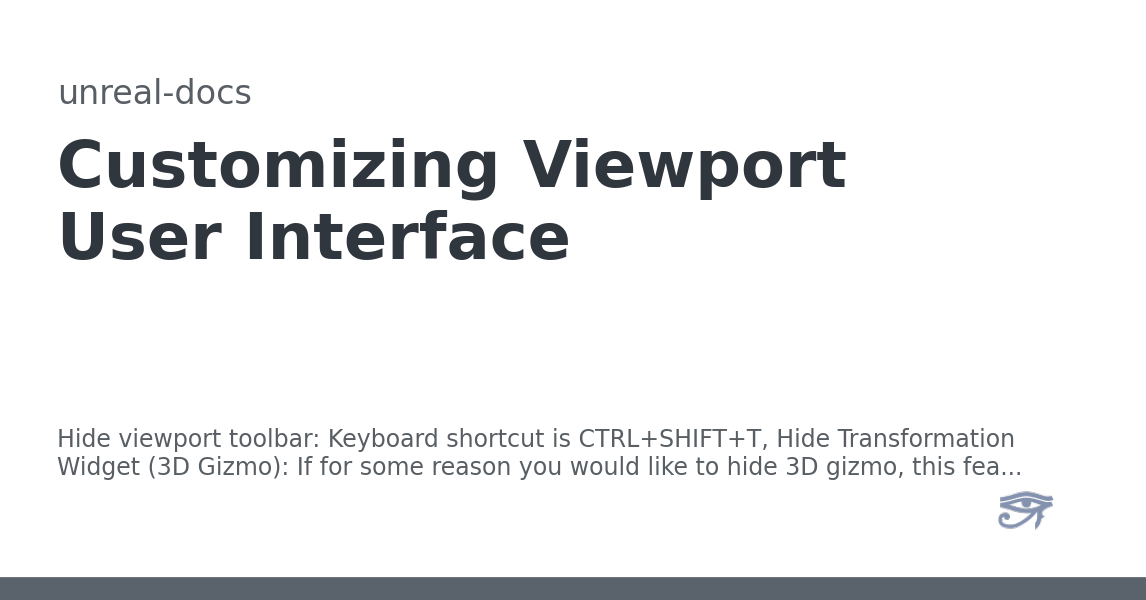 unreal-docs
Customizing Viewport
User Interface
Hide viewport toolbar: Keyboard shortcut is CTRL+SHIFT+T, Hide Transformation
Widget (3D Gizmo): If for some reason you would like to hide 3D gizmo, this fea...